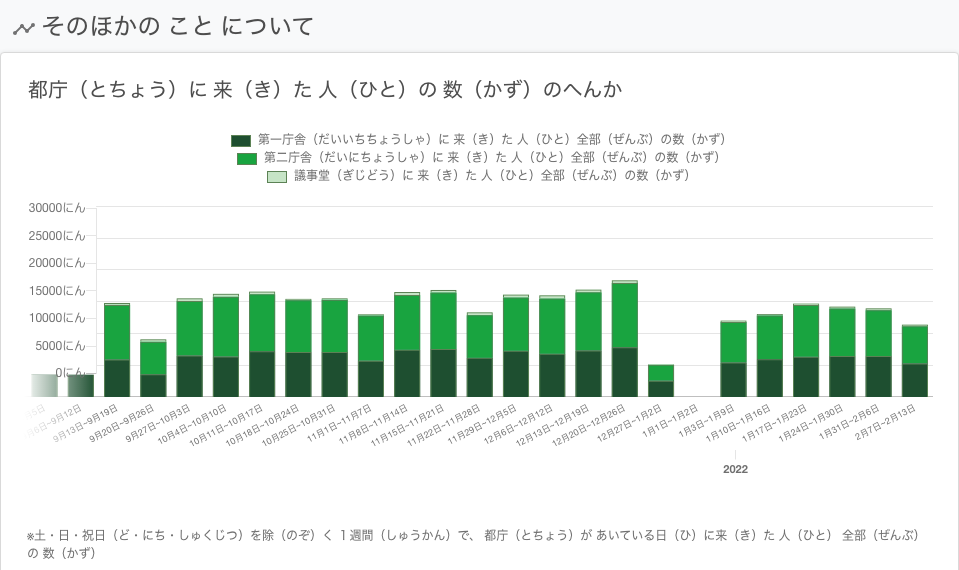 そのほかの こと について
都庁（とちょう）に 来（き）た 人（ひと）の 数（かず）のへんか
第一庁舎（だいいちちょうしゃ）に 来（き）た 人（ひと）全部（ぜんぶ）の数（かず）
第二庁舎（だいにちょうしゃ）に 来（き）た 人（ひと）全部（ぜんぶ）の数（かず）
議事堂（ぎじどう）に 来（き）た 人（ひと）全部（ぜんぶ）の数（かず）
30000にん
25000にん
20000にん
15000にん
10000にん
5000にん
0にん
9月13日~9月19日
9月20日~9月26日
9月27日~10月3日
10月4日~10月10日
10月11日~10月17日
10月18日~10月24日
10月25日~10月31日
11月1日~11月7日
11月8日~11月14日
11月15日~11月21日
11月22日~11月28日
11月29日~12月5日
12月6日~12月12日
12月13日~12月19日
12月20日~12月26日
12月27日~1月2日
1月1日~1月2日
1月3日~1月9日
1月10日~1月16日
1月17日~1月23日
1月24日~1月30日
1月31日~2月6日
2月7日~2月13日
2022
※土・日・祝日（ど・にち・しゅくじつ）を除（のぞ）く １週間（しゅうかん）で、 都庁（とちょう）が あいている日（ひ）に来（き）た 人（ひと） 全部（ぜんぶ）
の 数（かず）